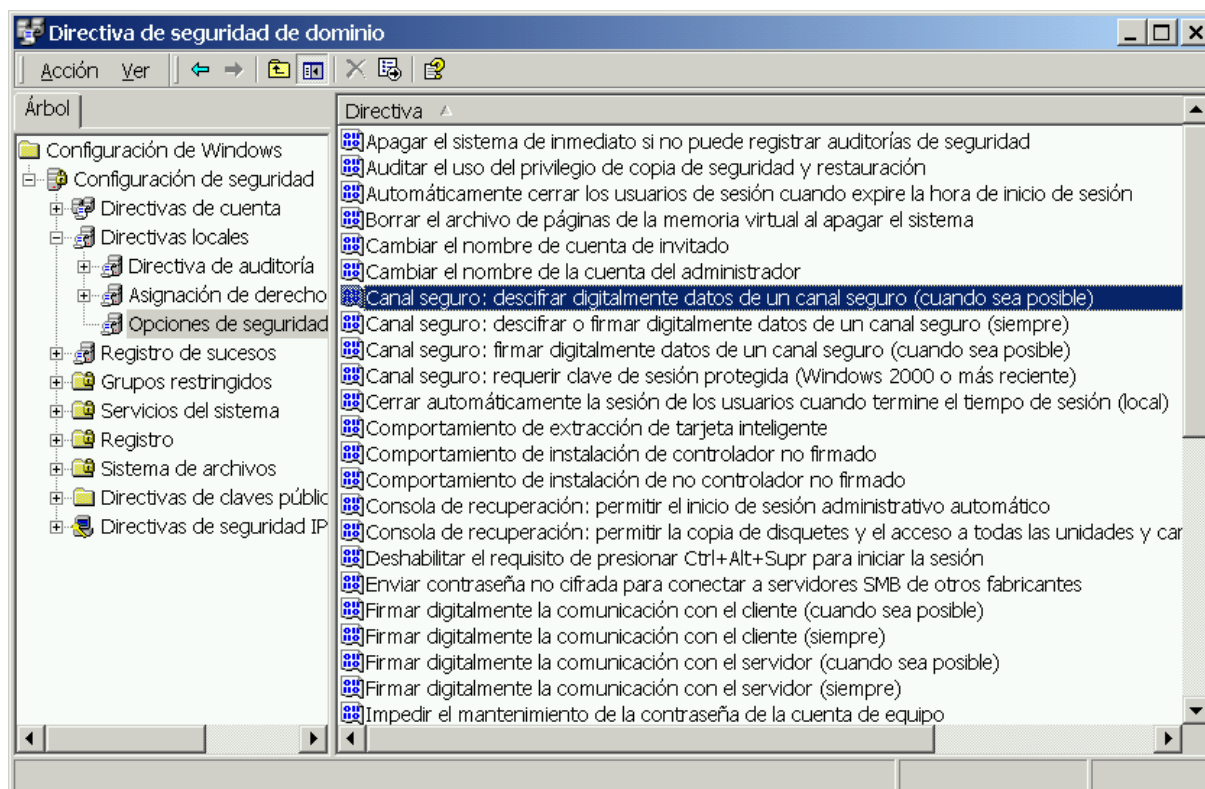 Directiva de seguridad de dominio
Acción Ver
Árbol
Configuración de Windows
Configuración de seguridad
Directivas de cuenta
Directivas locales
Directiva de auditoría
Asignación de derecho
Opciones de seguridad
Registro de sucesos
Grupos restringidos
Servicios del sistema
Registro
Sistema de archivos
Directivas de claves públic
Directivas de seguridad IP
Directiva
Apagar el sistema de inmediato si no puede registrar auditorías de seguridad
Auditar el uso del privilegio de copia de seguridad y restauración
Automáticamente cerrar los usuarios de sesión cuando expire la hora de inicio de sesión
Borrar el archivo de páginas de la memoria virtual al apagar el sistema
Cambiar el nombre de cuenta de invitado
Cambiar el nombre de la cuenta del administrador
Canal seguro: descifrar digitalmente datos de un canal seguro (cuando sea posible)
Canal seguro: descifrar o firmar digitalmente datos de un canal seguro (siempre)
Canal seguro: firmar digitalmente datos de un canal seguro (cuando sea posible)
Canal seguro: requerir clave de sesión protegida (Windows 2000 o más reciente)
Cerrar automáticamente la sesión de los usuarios cuando termine el tiempo de sesión (local)
Comportamiento de extracción de tarjeta inteligente
Comportamiento de instalación de controlador no firmado
Comportamiento de instalación de no controlador no firmado
Consola de recuperación: permitir el inicio de sesión administrativo automático
Consola de recuperación: permitir la copia de disquetes y el acceso a todas las unidades y car
Deshabilitar el requisito de presionar Ctrl+Alt+Supr para iniciar la sesión
Enviar contraseña no cifrada para conectar a servidores SMB de otros fabricantes
Firmar digitalmente la comunicación con el cliente (cuando sea posible)
Firmar digitalmente la comunicación con el cliente (siempre)
Firmar digitalmente la comunicación con el servidor (cuando sea posible)
Firmar digitalmente la comunicación con el servidor (siempre)
Impedir el mantenimiento de la contraseña de la cuenta de equipo